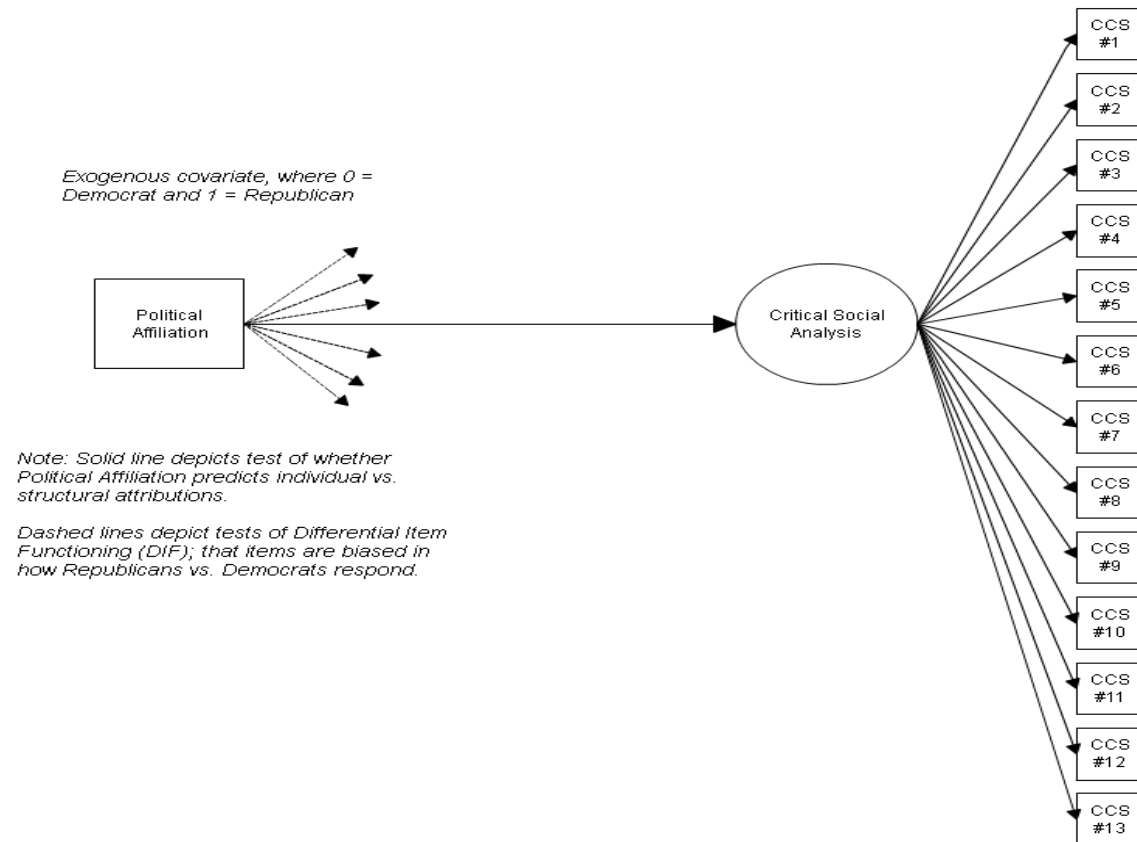 CCS
#1
CCS
#2
CCS
#3
CCS
#4
CCS
#5
CCS
#6
CCS
#7
CCS
#8
CCS
#9
CCS
#10
CCS
#11
CCS
#12
CCS
#13
Exogenous covariate, where 0 =
Democrat and 1 = Republican
Political
Affiliation
Critical Social
Analysis
Note: Solid line depicts test of whether
Political Affiliation predicts individual vs.
structural attributions.
Dashed lines depict tests of Differential Item
Functioning (DIF); that items are biased in
how Republicans vs. Democrats respond.